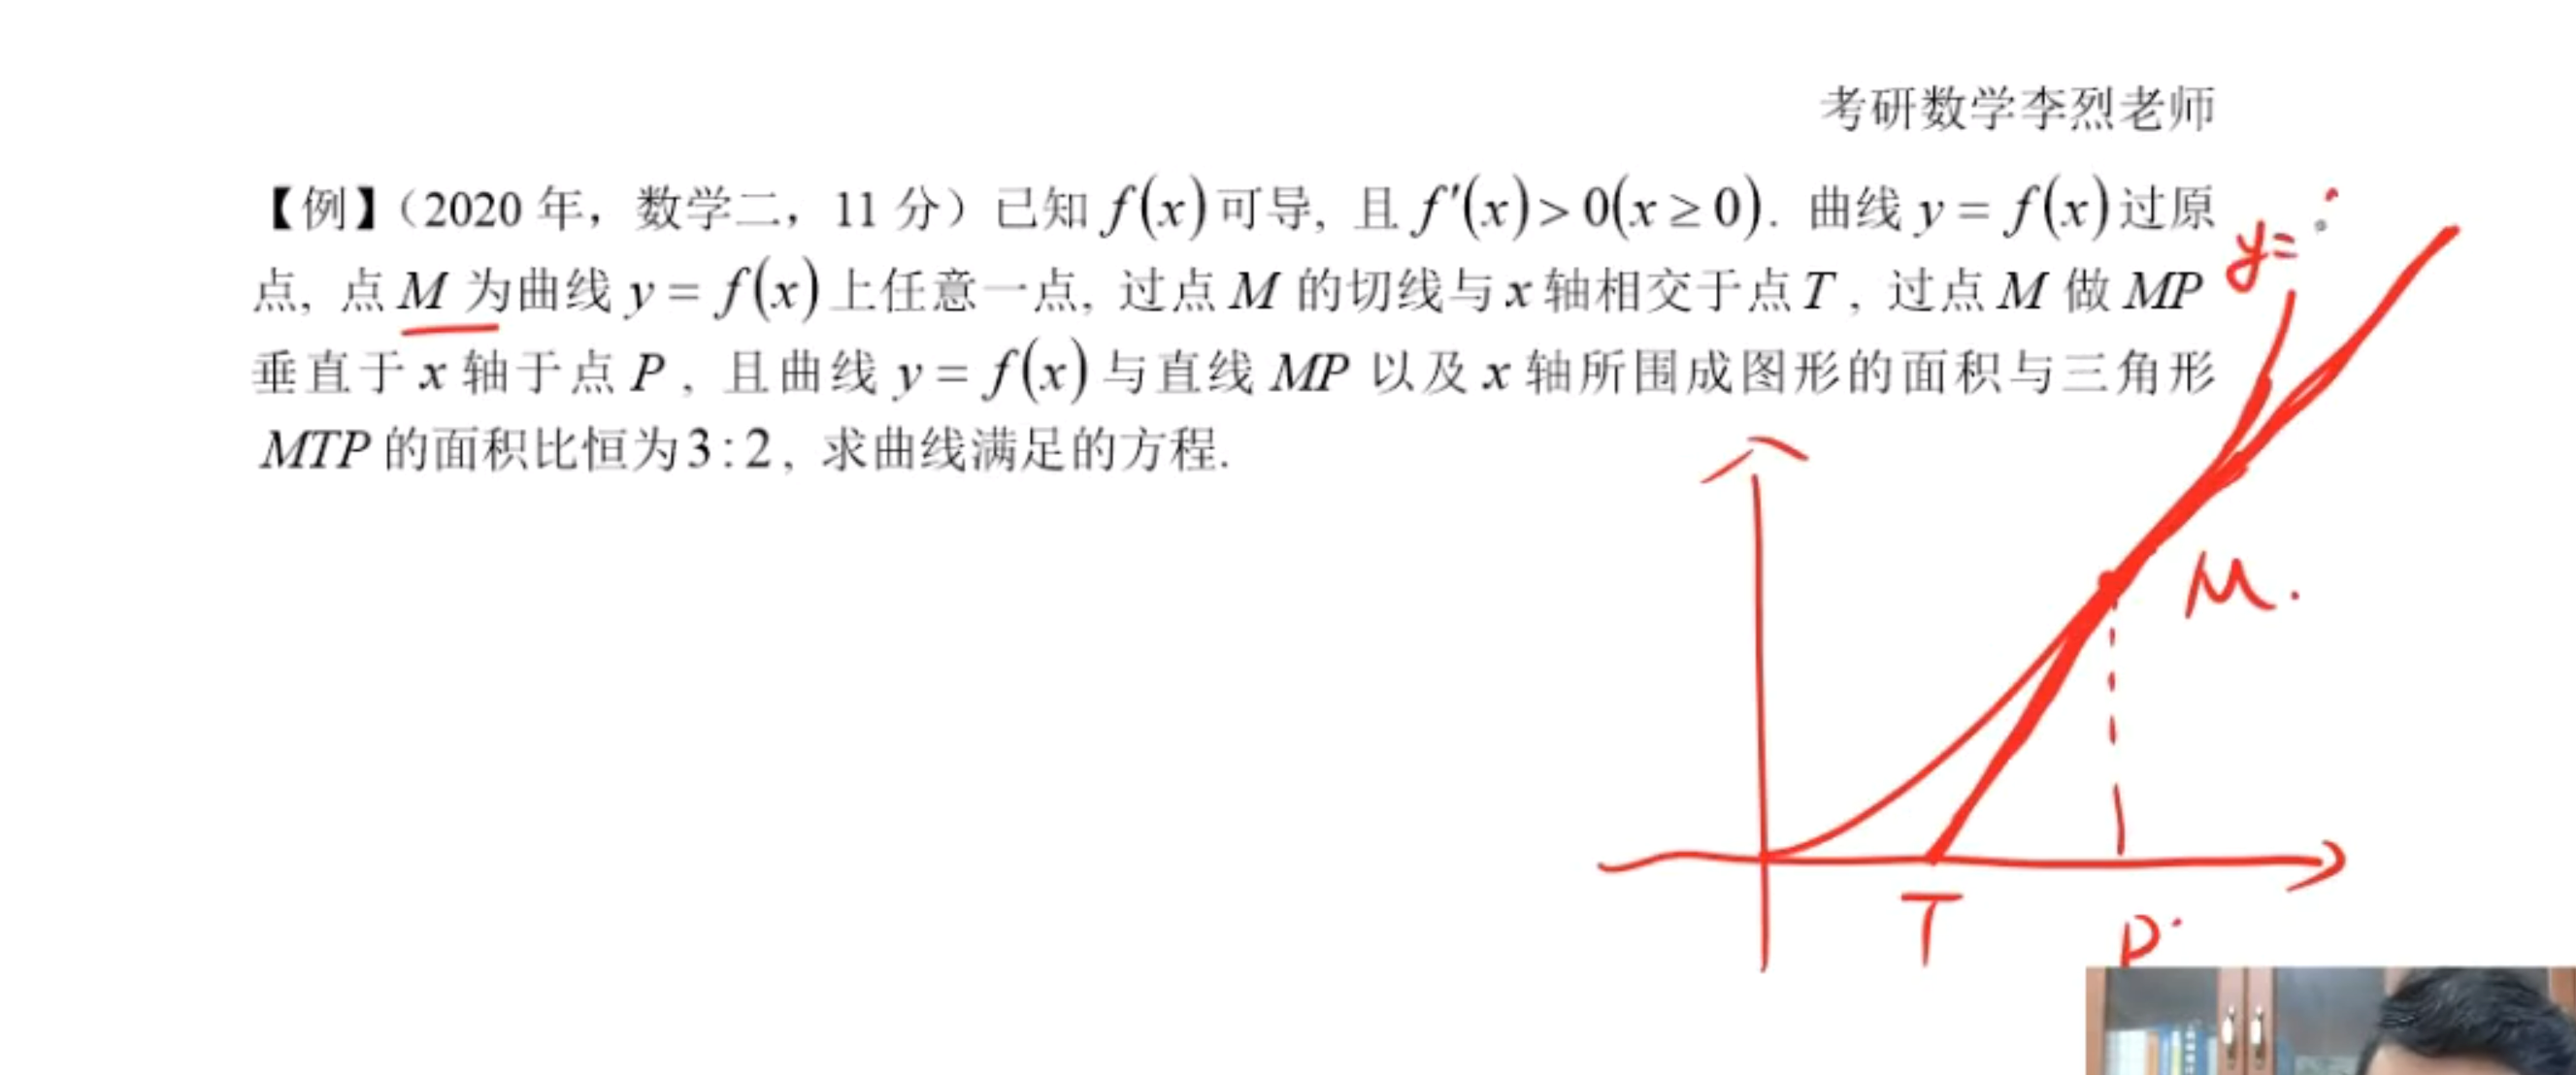 考研数学李烈老师
【例】(2020 年，数学二，11 分) 已知 f(x) 可导, 且 f′(x) > 0(x ≥ 0). 曲线 y = f(x) 过原
点, 点 M 为曲线 y = f(x) 上任意一点, 过点 M 的切线与 x 轴相交于点 T , 过点 M 做 MP
垂直于 x 轴于点 P , 且曲线 y = f(x) 与直线 MP 以及 x 轴所围成图形的面积与三角形
MTP 的面积比恒为 3 : 2, 求曲线满足的方程.
y=
M.
T
P